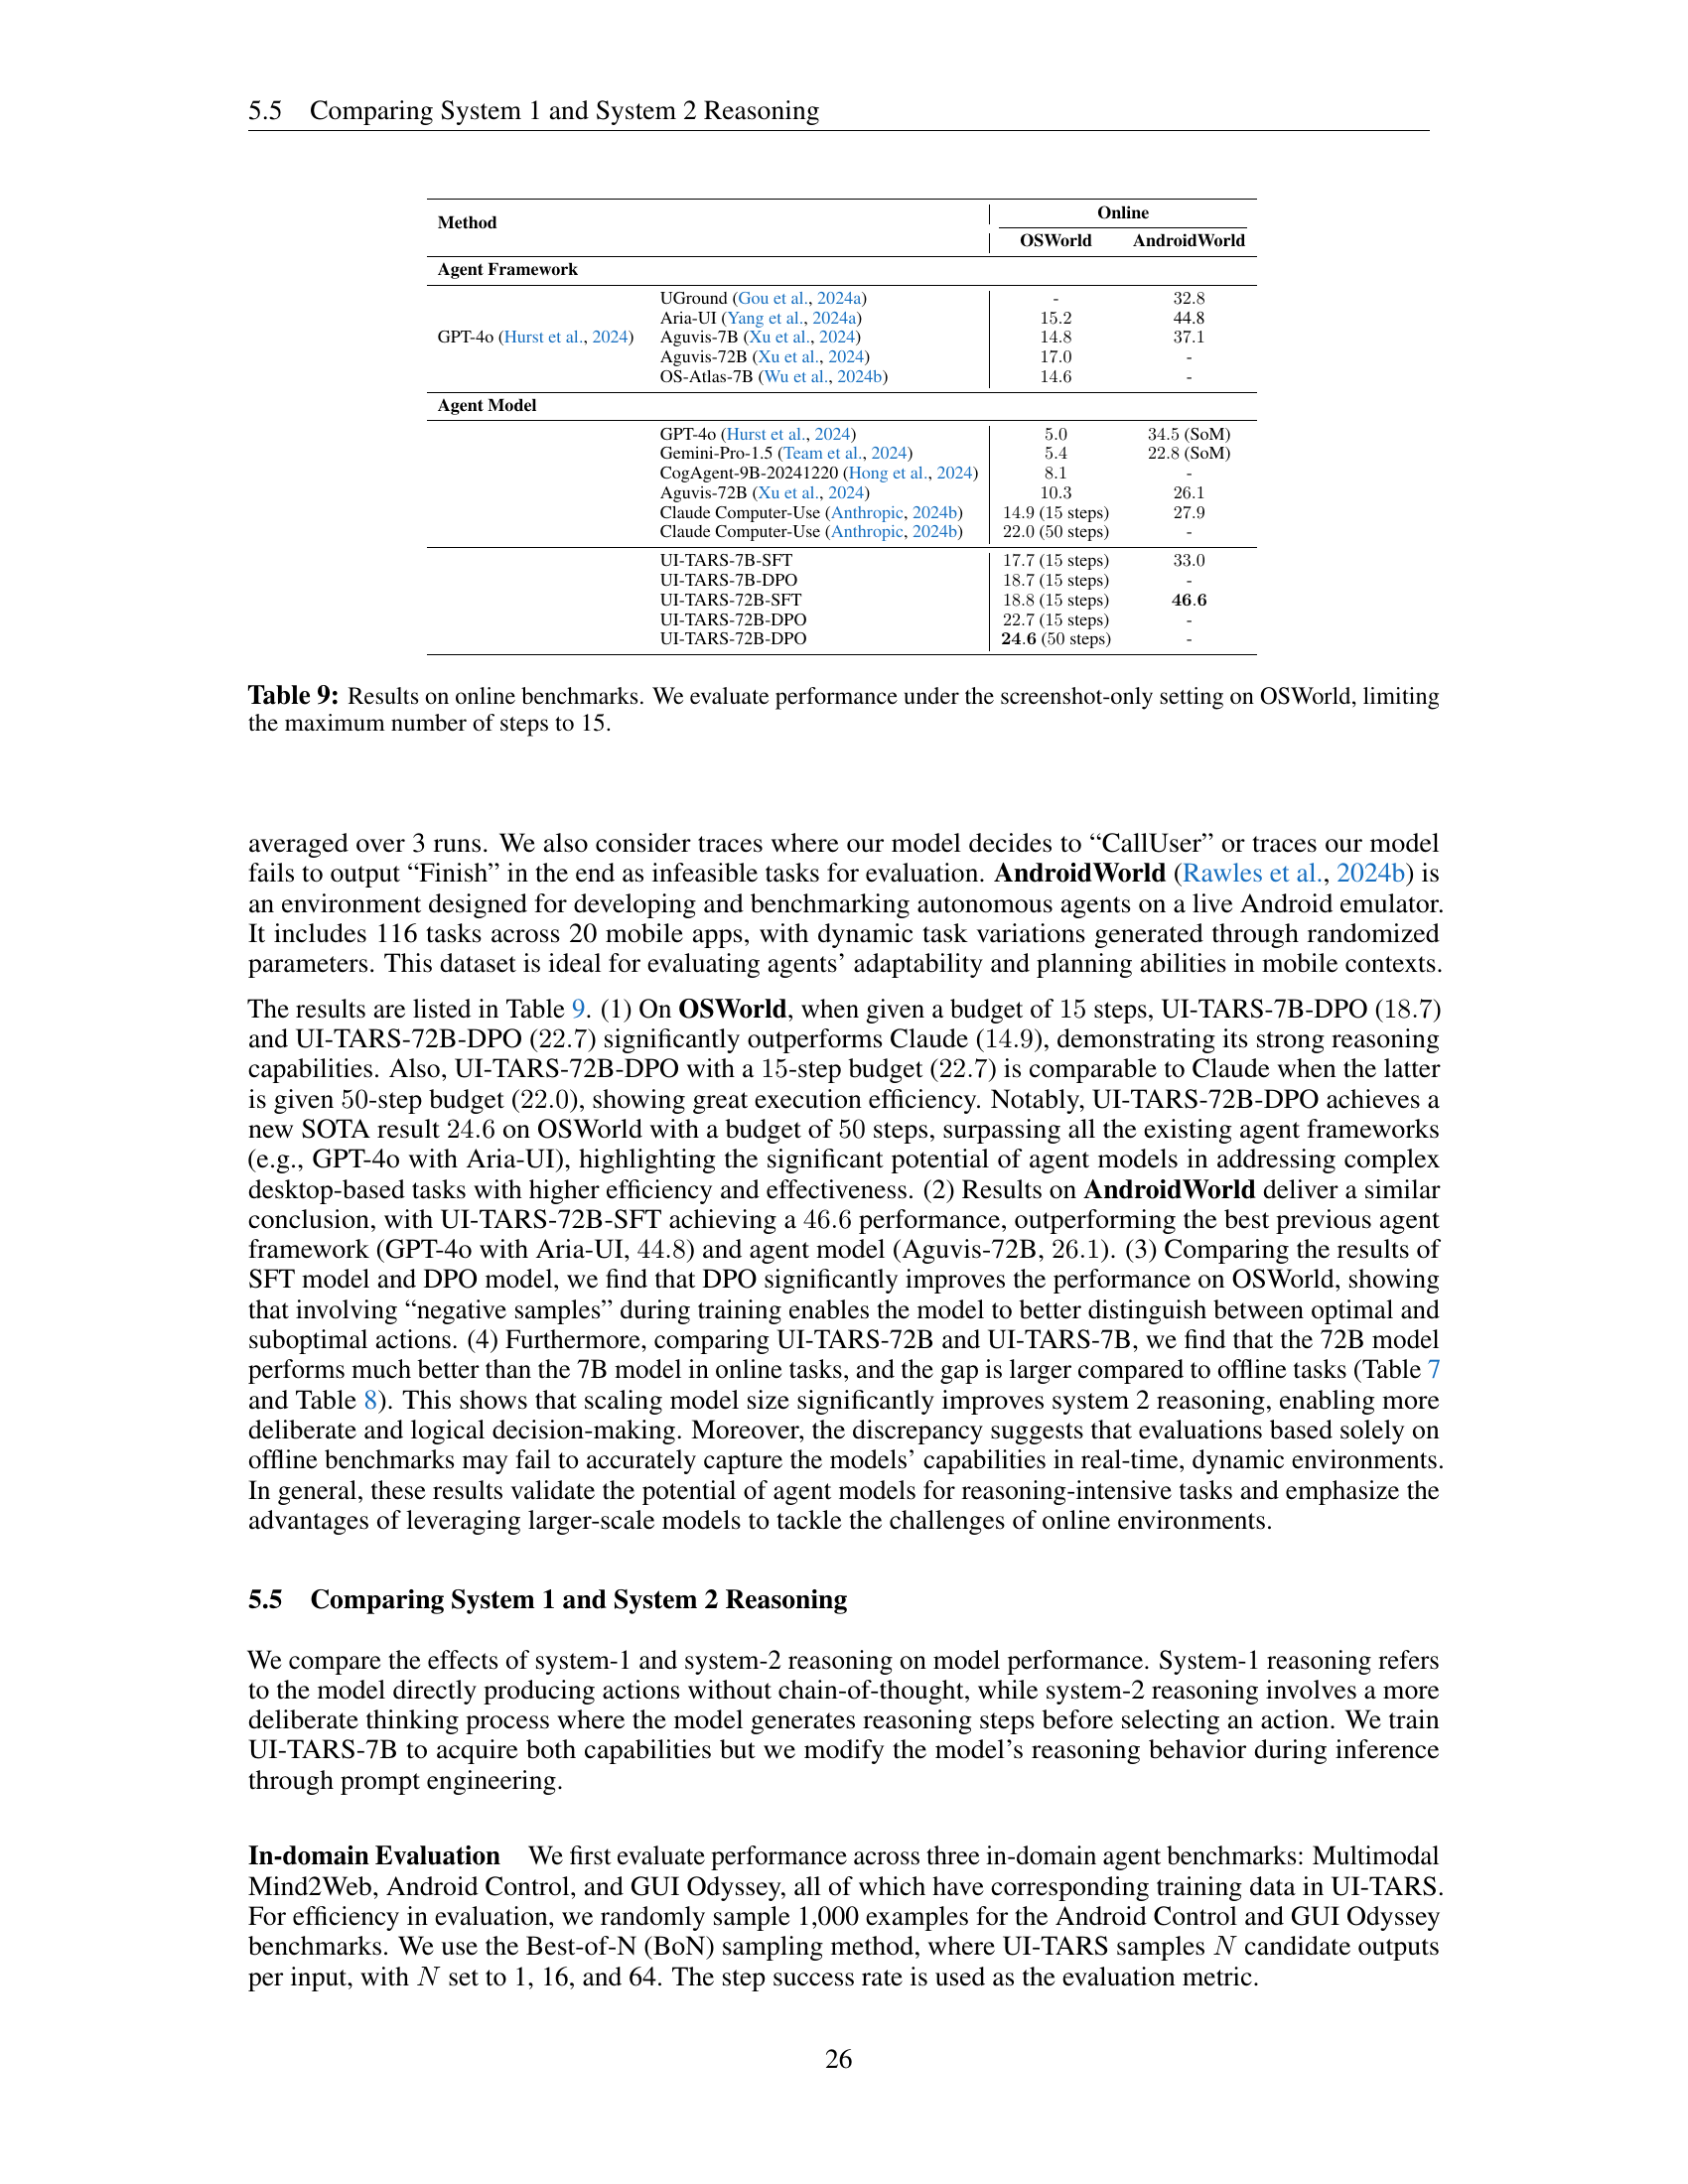 5.5 Comparing System 1 and System 2 Reasoning
Method Online
OSWorld AndroidWorld
Agent Framework
UGround (Gou et al., 2024a) - 32.8
Aria-UI (Yang et al., 2024a) 15.2 44.8
GPT-4o (Hurst et al., 2024) Aguvis-7B (Xu et al., 2024) 14.8 37.1
Aguvis-72B (Xu et al., 2024) 17.0 -
OS-Atlas-7B (Wu et al., 2024b) 14.6 -
Agent Model
GPT-4o (Hurst et al., 2024) 5.0 34.5 (SoM)
Gemini-Pro-1.5 (Team et al., 2024) 5.4 22.8 (SoM)
CogAgent-9B-20241220 (Hong et al., 2024) 8.1 -
Aguvis-72B (Xu et al., 2024) 10.3 26.1
Claude Computer-Use (Anthropic, 2024b) 14.9 (15 steps) 27.9
Claude Computer-Use (Anthropic, 2024b) 22.0 (50 steps) -
UI-TARS-7B-SFT 17.7 (15 steps) 33.0
UI-TARS-7B-DPO 18.7 (15 steps) -
UI-TARS-72B-SFT 18.8 (15 steps) 46.6
UI-TARS-72B-DPO 22.7 (15 steps) -
UI-TARS-72B-DPO 24.6 (50 steps) -
Table 9: Results on online benchmarks. We evaluate performance under the screenshot-only setting on OSWorld, limiting
the maximum number of steps to 15.
averaged over 3 runs. We also consider traces where our model decides to “CallUser” or traces our model
fails to output “Finish” in the end as infeasible tasks for evaluation. AndroidWorld (Rawles et al., 2024b) is
an environment designed for developing and benchmarking autonomous agents on a live Android emulator.
It includes 116 tasks across 20 mobile apps, with dynamic task variations generated through randomized
parameters. This dataset is ideal for evaluating agents’ adaptability and planning abilities in mobile contexts.
The results are listed in Table 9. (1) On OSWorld, when given a budget of 15 steps, UI-TARS-7B-DPO (18.7)
and UI-TARS-72B-DPO (22.7) significantly outperforms Claude (14.9), demonstrating its strong reasoning
capabilities. Also, UI-TARS-72B-DPO with a 15-step budget (22.7) is comparable to Claude when the latter
is given 50-step budget (22.0), showing great execution efficiency. Notably, UI-TARS-72B-DPO achieves a
new SOTA result 24.6 on OSWorld with a budget of 50 steps, surpassing all the existing agent frameworks
(e.g., GPT-4o with Aria-UI), highlighting the significant potential of agent models in addressing complex
desktop-based tasks with higher efficiency and effectiveness. (2) Results on AndroidWorld deliver a similar
conclusion, with UI-TARS-72B-SFT achieving a 46.6 performance, outperforming the best previous agent
framework (GPT-4o with Aria-UI, 44.8) and agent model (Aguvis-72B, 26.1). (3) Comparing the results of
SFT model and DPO model, we find that DPO significantly improves the performance on OSWorld, showing
that involving “negative samples” during training enables the model to better distinguish between optimal and
suboptimal actions. (4) Furthermore, comparing UI-TARS-72B and UI-TARS-7B, we find that the 72B model
performs much better than the 7B model in online tasks, and the gap is larger compared to offline tasks (Table 7
and Table 8). This shows that scaling model size significantly improves system 2 reasoning, enabling more
deliberate and logical decision-making. Moreover, the discrepancy suggests that evaluations based solely on
offline benchmarks may fail to accurately capture the models’ capabilities in real-time, dynamic environments.
In general, these results validate the potential of agent models for reasoning-intensive tasks and emphasize the
advantages of leveraging larger-scale models to tackle the challenges of online environments.
5.5 Comparing System 1 and System 2 Reasoning
We compare the effects of system-1 and system-2 reasoning on model performance. System-1 reasoning refers
to the model directly producing actions without chain-of-thought, while system-2 reasoning involves a more
deliberate thinking process where the model generates reasoning steps before selecting an action. We train
UI-TARS-7B to acquire both capabilities but we modify the model’s reasoning behavior during inference
through prompt engineering.
In-domain Evaluation We first evaluate performance across three in-domain agent benchmarks: Multimodal
Mind2Web, Android Control, and GUI Odyssey, all of which have corresponding training data in UI-TARS.
For efficiency in evaluation, we randomly sample 1,000 examples for the Android Control and GUI Odyssey
benchmarks. We use the Best-of-N (BoN) sampling method, where UI-TARS samples N candidate outputs
per input, with N set to 1, 16, and 64. The step success rate is used as the evaluation metric.
26